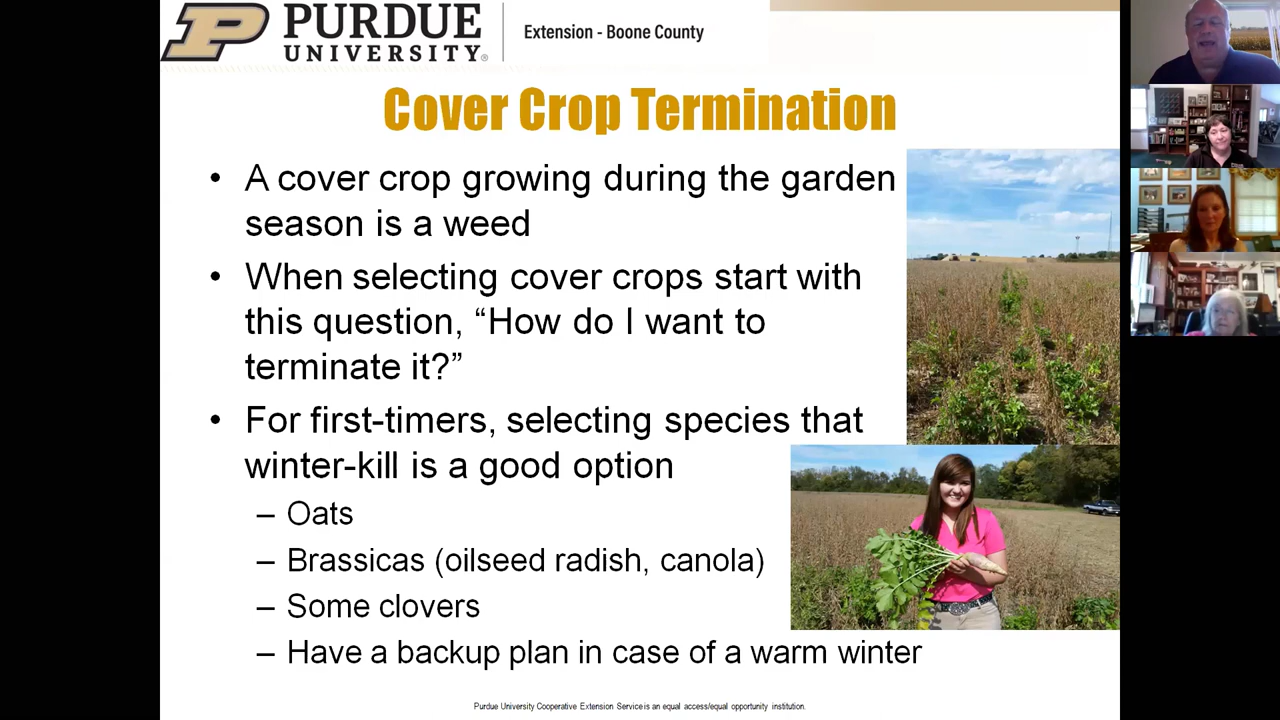 PURDUE
UNIVERSITY®
Extension - Boone County
Cover Crop Termination
• A cover crop growing during the garden
season is a weed
• When selecting cover crops start with
this question, “How do I want to
terminate it?”
• For first-timers, selecting species that
winter-kill is a good option
– Oats
– Brassicas (oilseed radish, canola)
– Some clovers
– Have a backup plan in case of a warm winter
Purdue University Cooperative Extension Service is an equal access/equal opportunity institution.